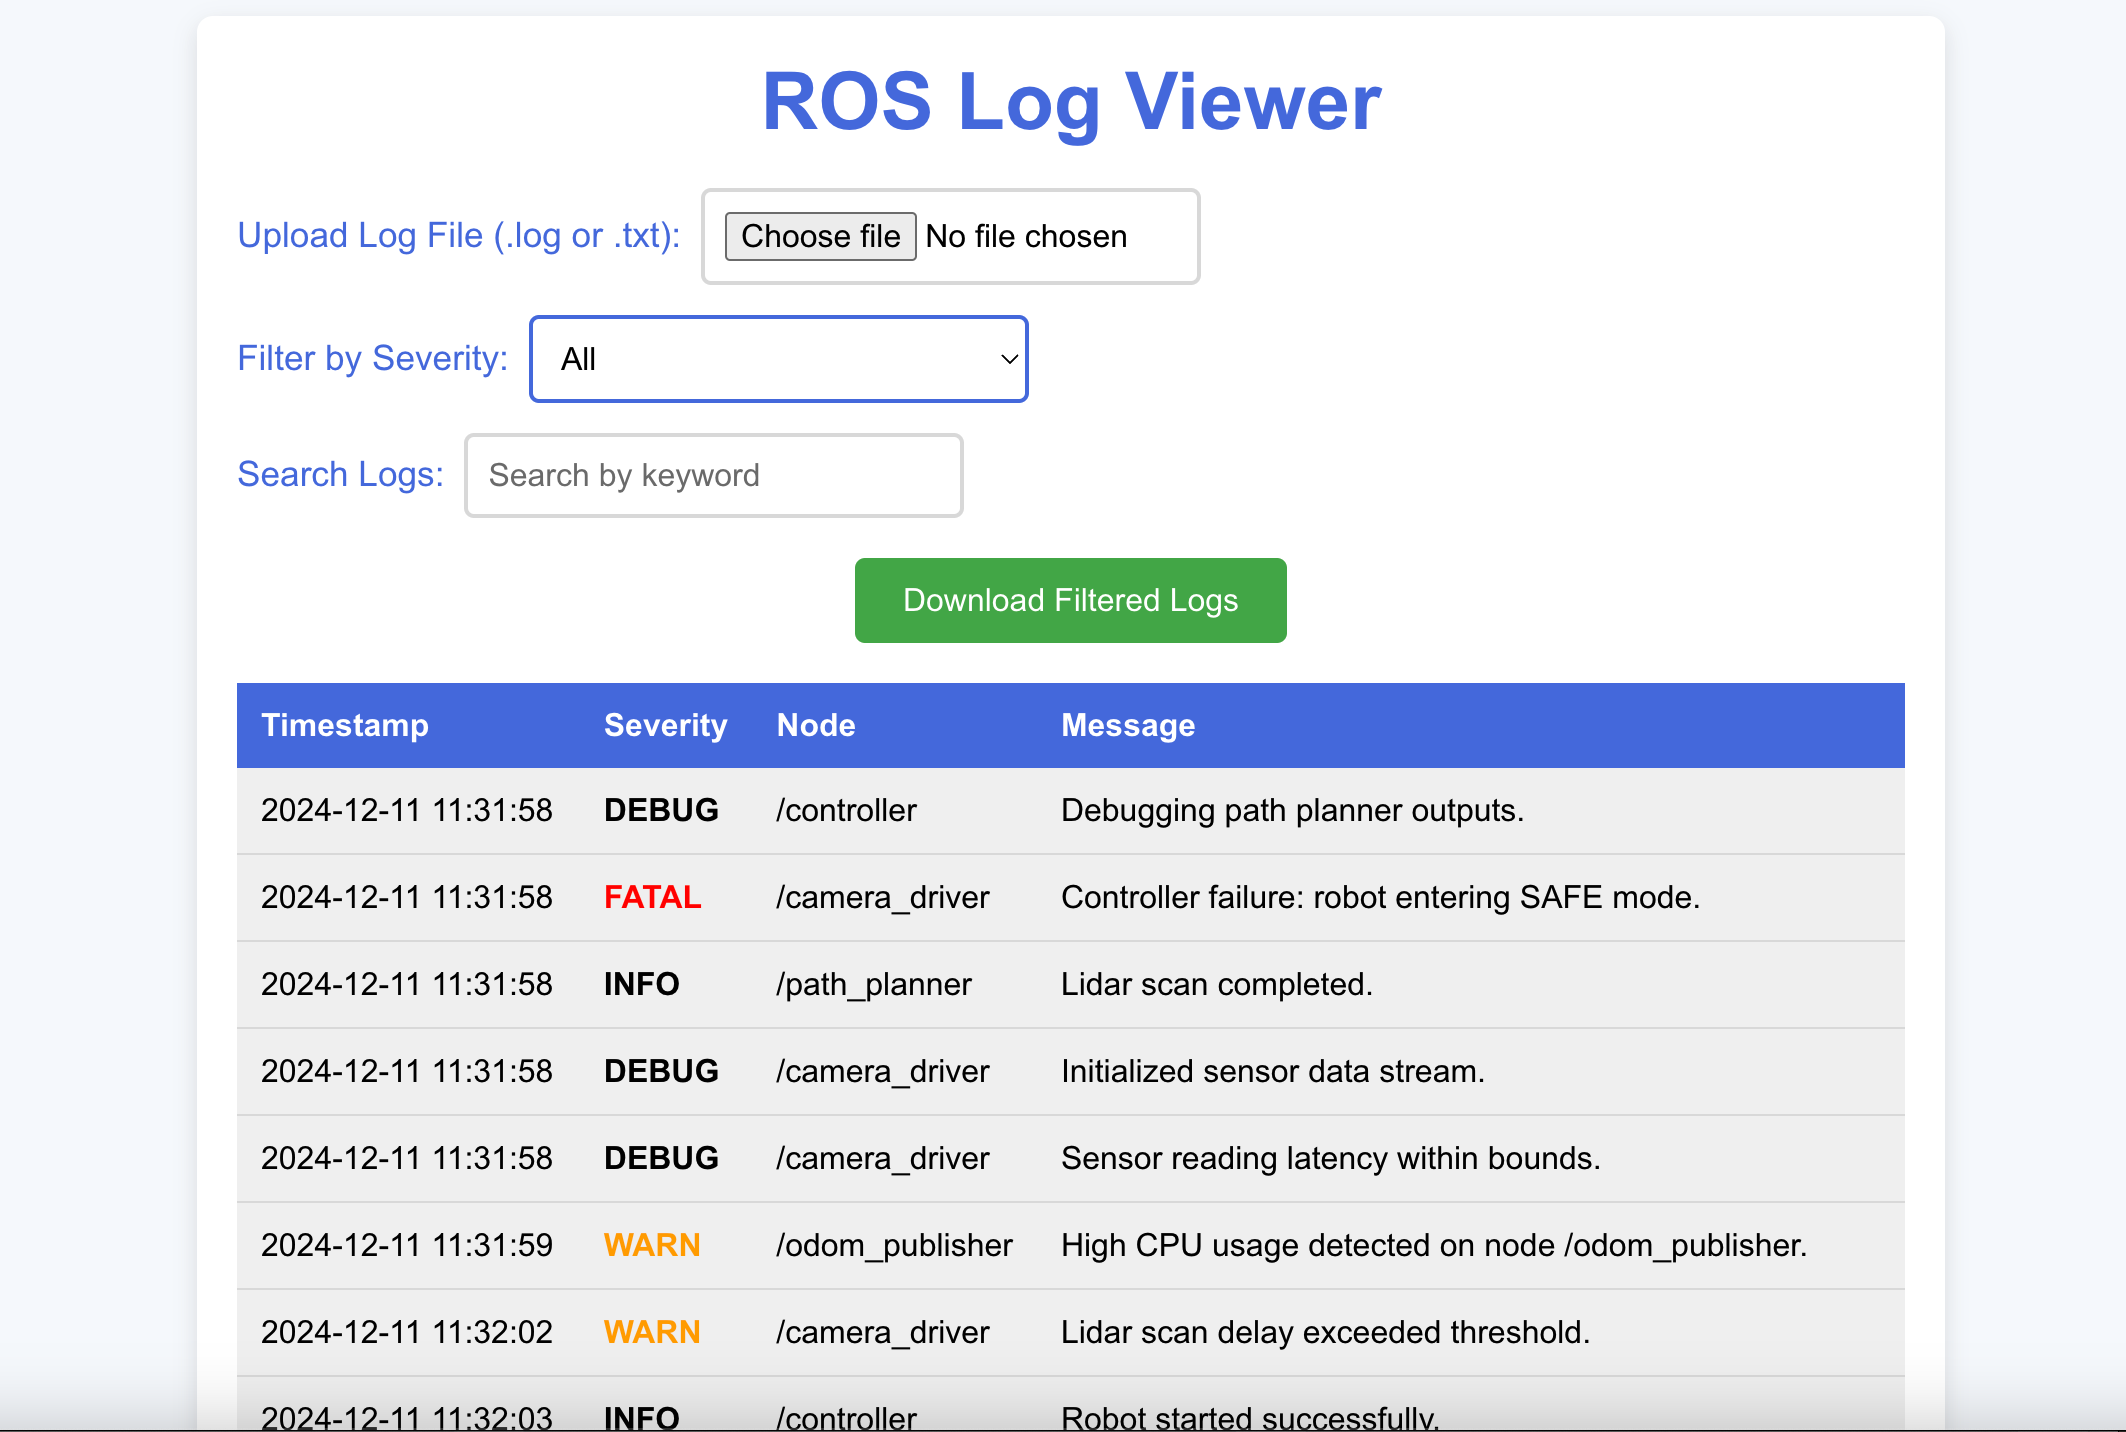 ROS Log Viewer
Upload Log File (.log or .txt): Choose file No file chosen
Filter by Severity: All
Search Logs: Search by keyword
Download Filtered Logs
Timestamp Severity Node Message
2024-12-11 11:31:58 DEBUG /controller Debugging path planner outputs.
2024-12-11 11:31:58 FATAL /camera_driver Controller failure: robot entering SAFE mode.
2024-12-11 11:31:58 INFO /path_planner Lidar scan completed.
2024-12-11 11:31:58 DEBUG /camera_driver Initialized sensor data stream.
2024-12-11 11:31:58 DEBUG /camera_driver Sensor reading latency within bounds.
2024-12-11 11:31:59 WARN /odom_publisher High CPU usage detected on node /odom_publisher.
2024-12-11 11:32:02 WARN /camera_driver Lidar scan delay exceeded threshold.
2024-12-11 11:32:03 INFO /controller Robot started successfully.